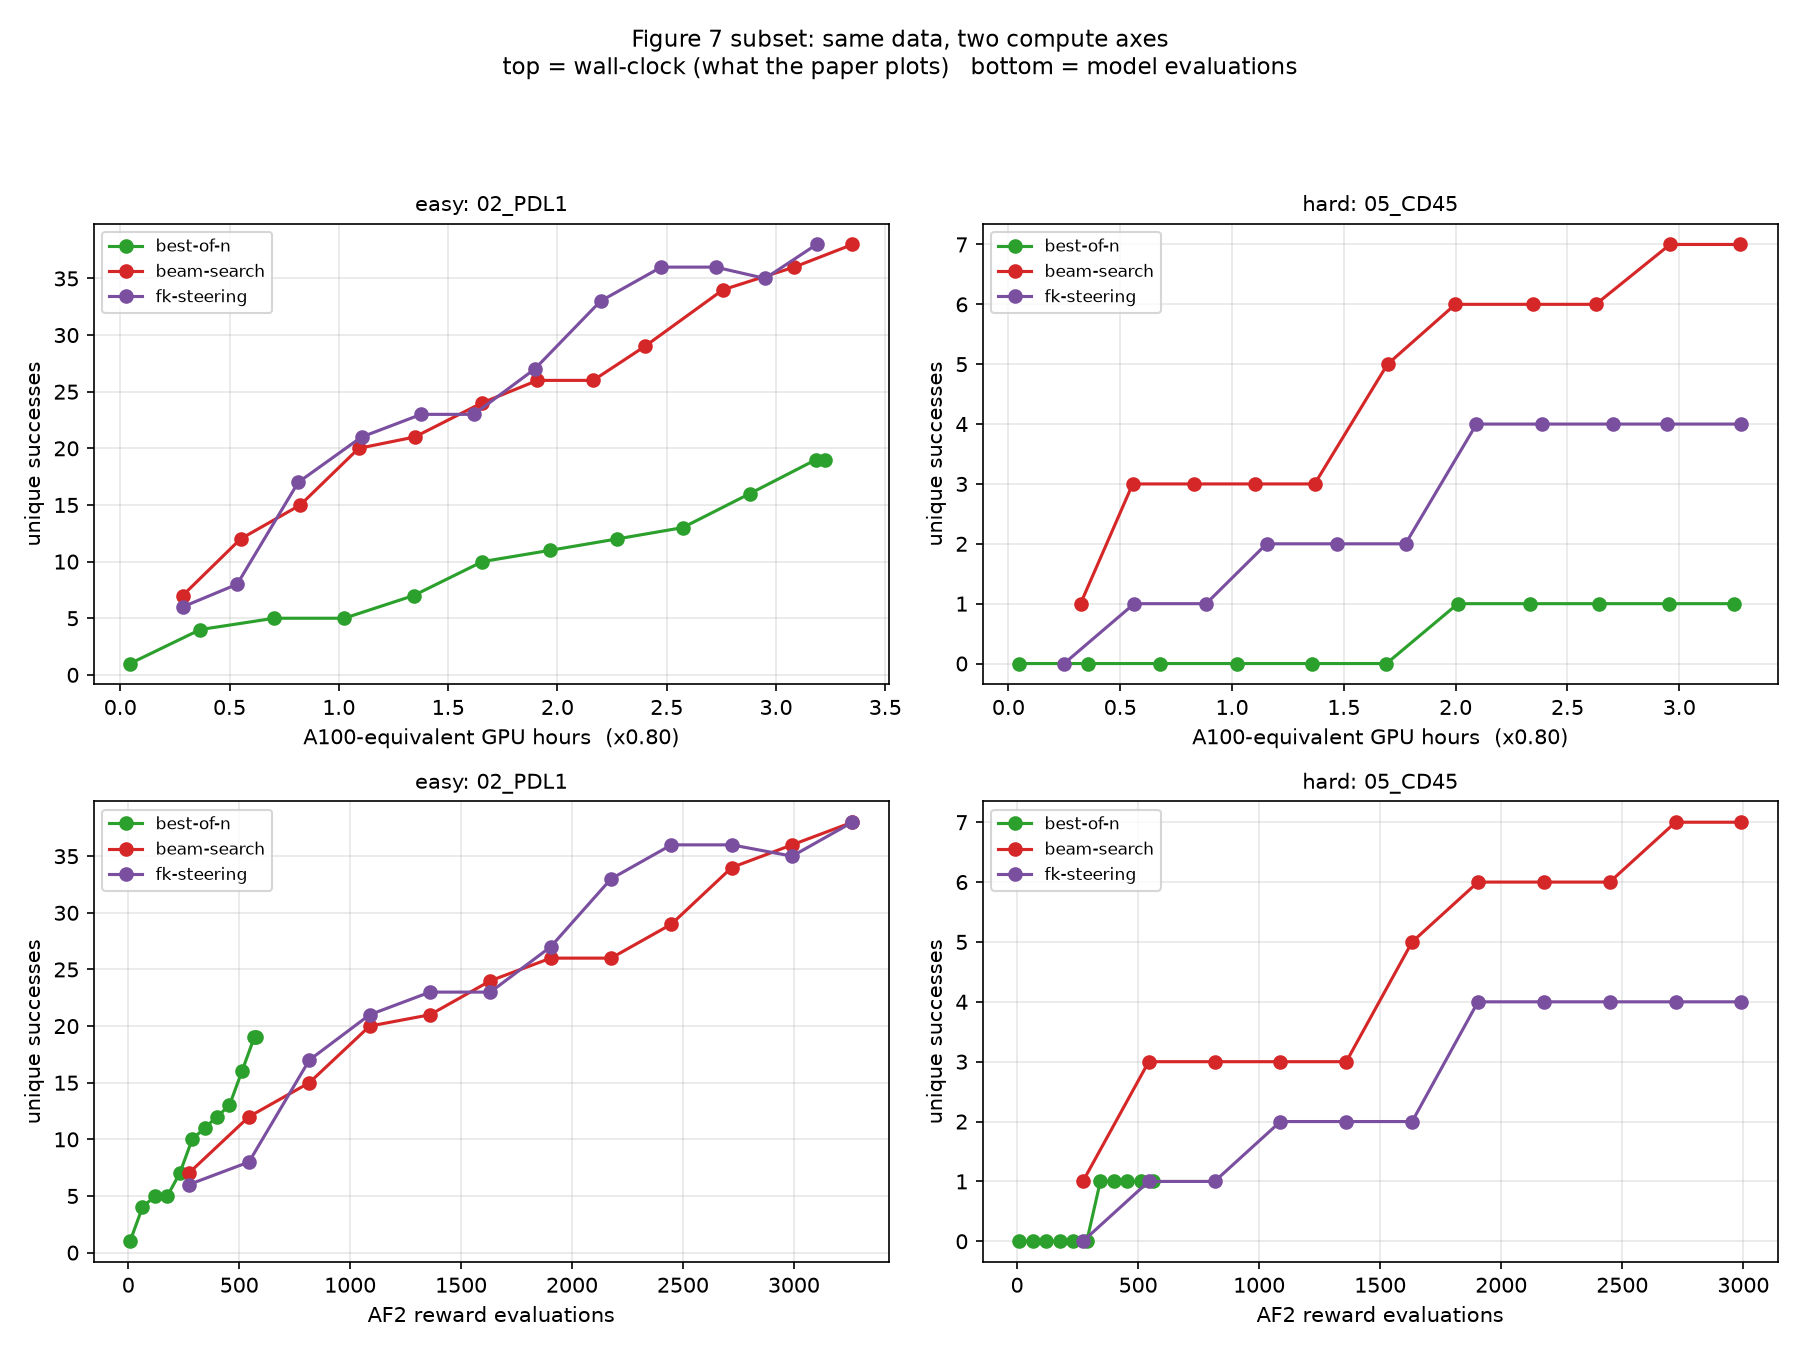 Figure 7 subset: same data, two compute axes
top = wall-clock (what the paper plots)   bottom = model evaluations
easy: 02_PDL1
best-of-n
beam-search
fk-steering
unique successes
35
30
25
20
15
10
5
0
0.0 0.5 1.0 1.5 2.0 2.5 3.0 3.5
A100-equivalent GPU hours  (x0.80)
hard: 05_CD45
best-of-n
beam-search
fk-steering
unique successes
7
6
5
4
3
2
1
0
0.0 0.5 1.0 1.5 2.0 2.5 3.0
A100-equivalent GPU hours  (x0.80)
easy: 02_PDL1
best-of-n
beam-search
fk-steering
unique successes
35
30
25
20
15
10
5
0
0 500 1000 1500 2000 2500 3000
AF2 reward evaluations
hard: 05_CD45
best-of-n
beam-search
fk-steering
unique successes
7
6
5
4
3
2
1
0
0 500 1000 1500 2000 2500 3000
AF2 reward evaluations